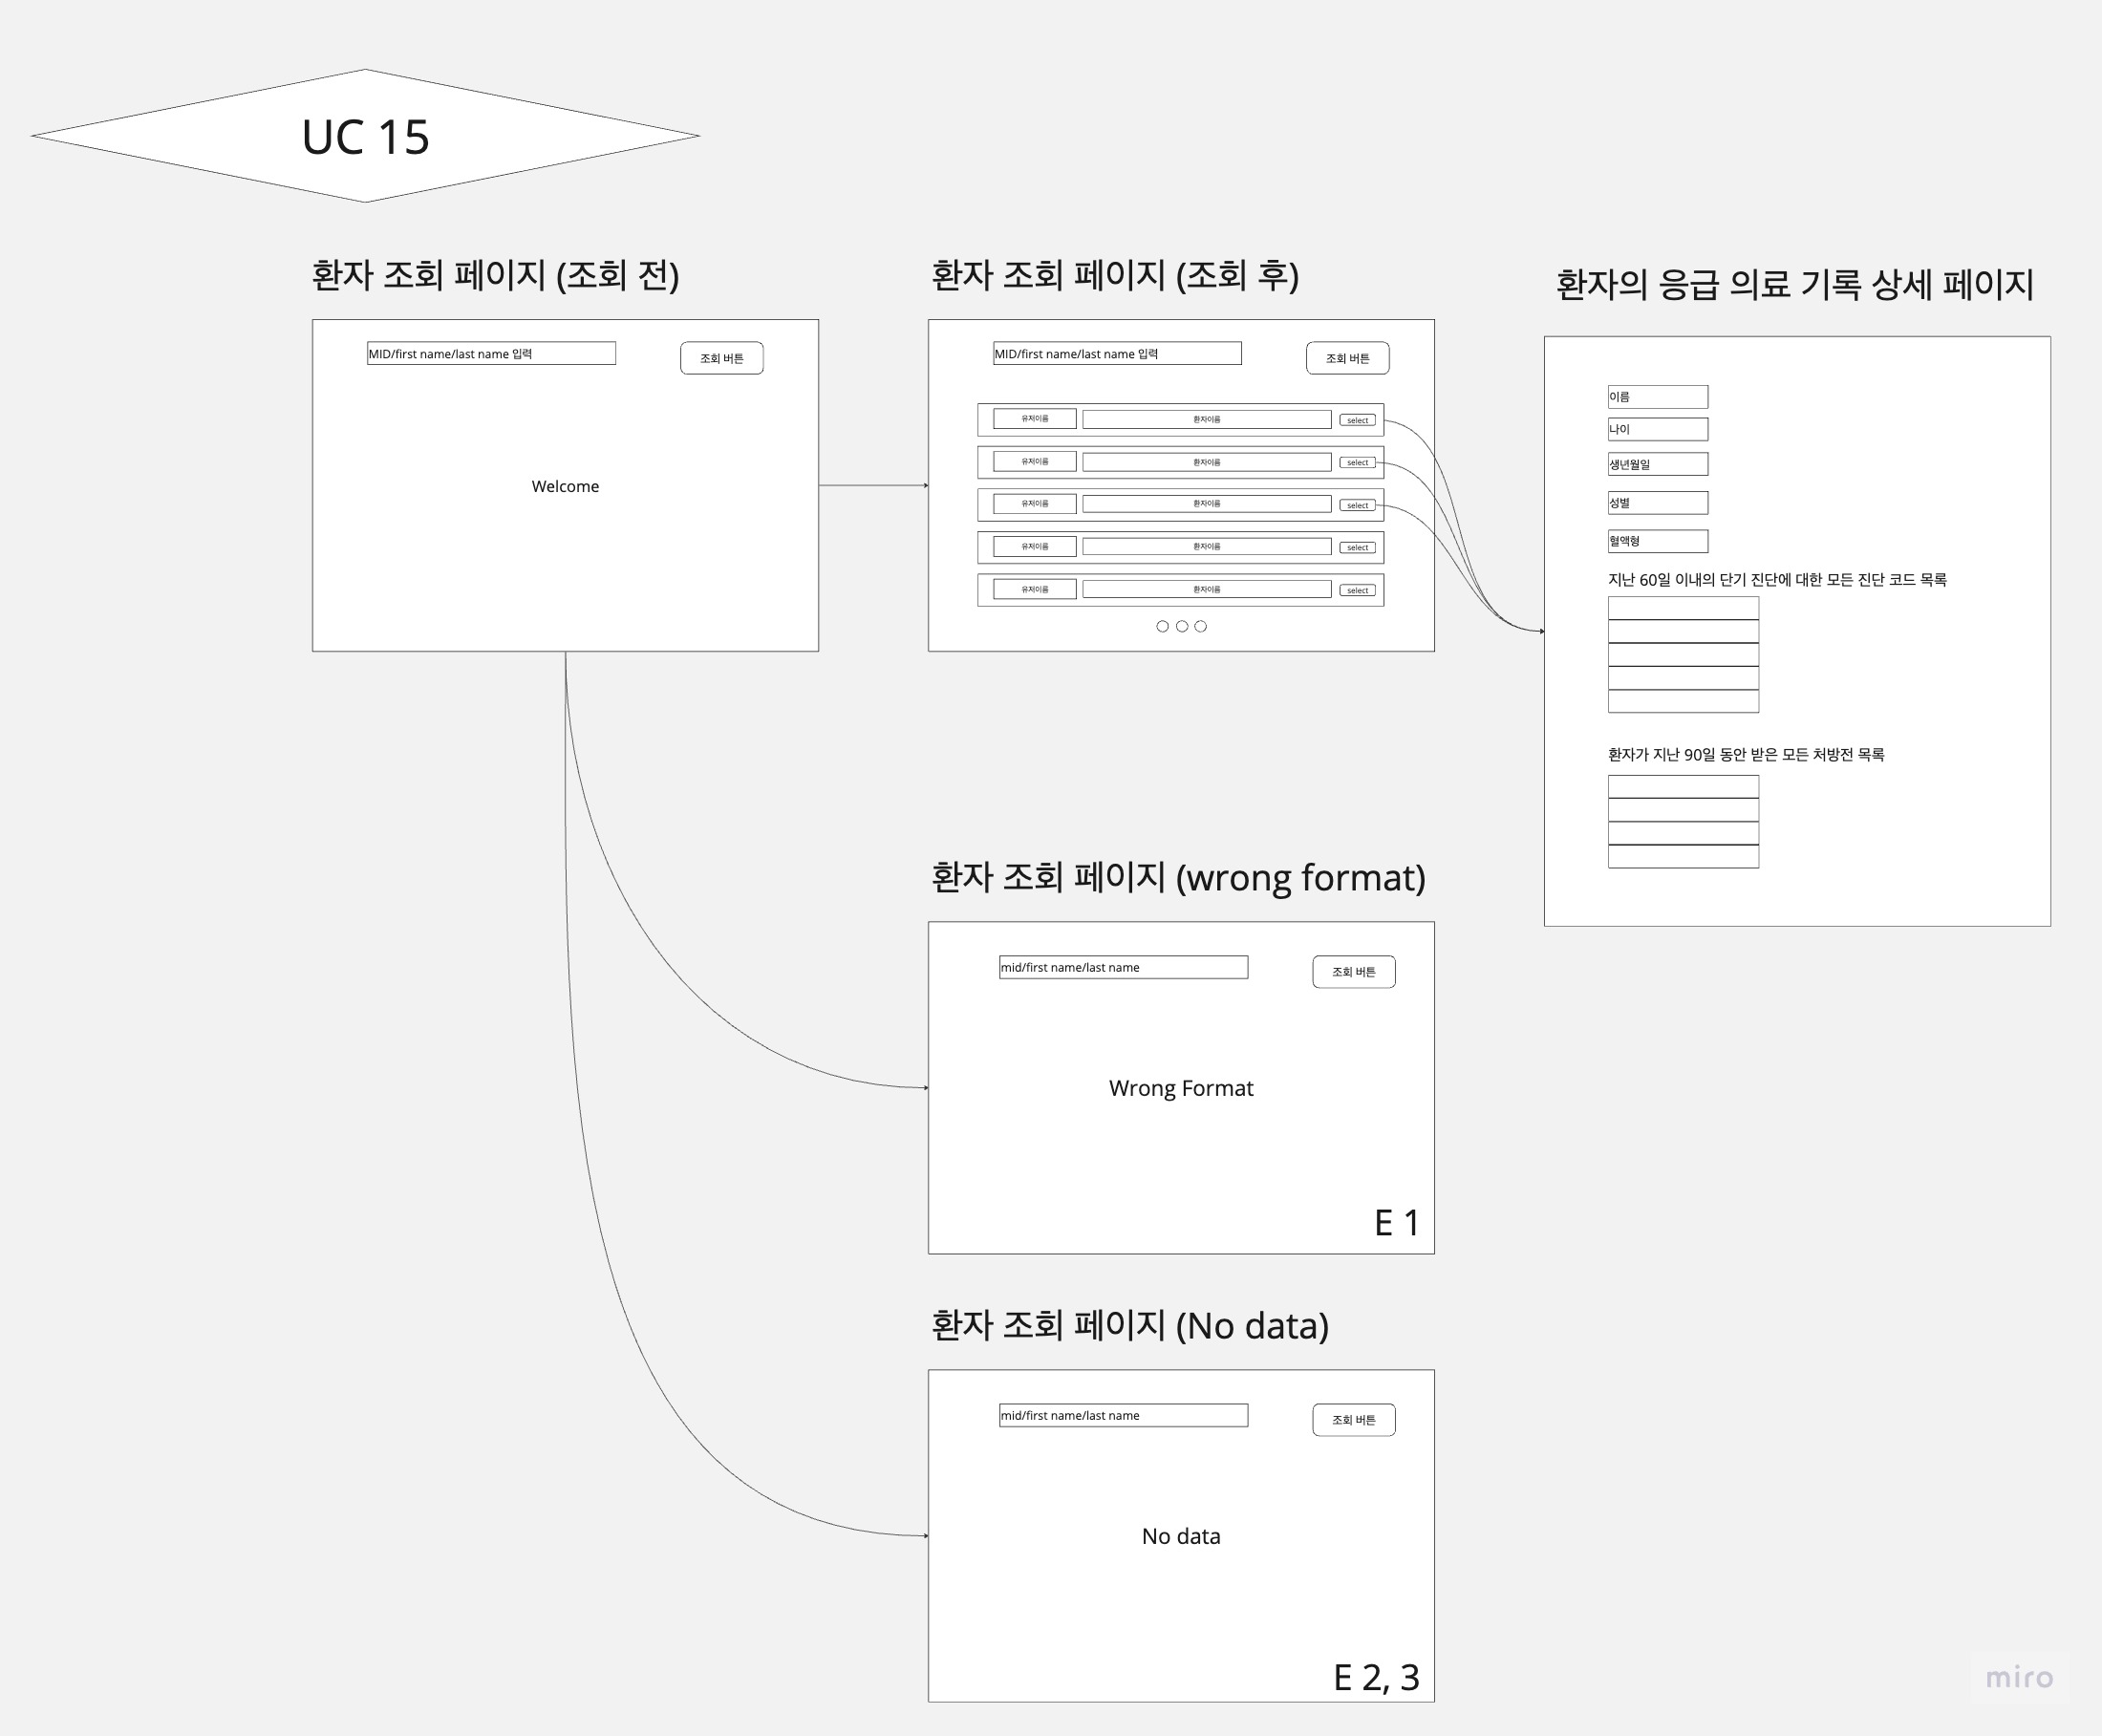 UC 15
환자 조회 페이지 (조회 전)
MID/first name/last name 입력
조회 버튼
Welcome
환자 조회 페이지 (조회 후)
MID/first name/last name 입력
조회 버튼
유저이름
환자이름
select
유저이름
환자이름
select
유저이름
환자이름
select
유저이름
환자이름
select
유저이름
환자이름
select
환자의 응급 의료 기록 상세 페이지
이름
나이
생년월일
성별
혈액형
지난 60일 이내의 단기 진단에 대한 모든 진단 코드 목록
환자가 지난 90일 동안 받은 모든 처방전 목록
환자 조회 페이지 (wrong format)
mid/first name/last name
조회 버튼
Wrong Format
E 1
환자 조회 페이지 (No data)
mid/first name/last name
조회 버튼
No data
E 2, 3
miro